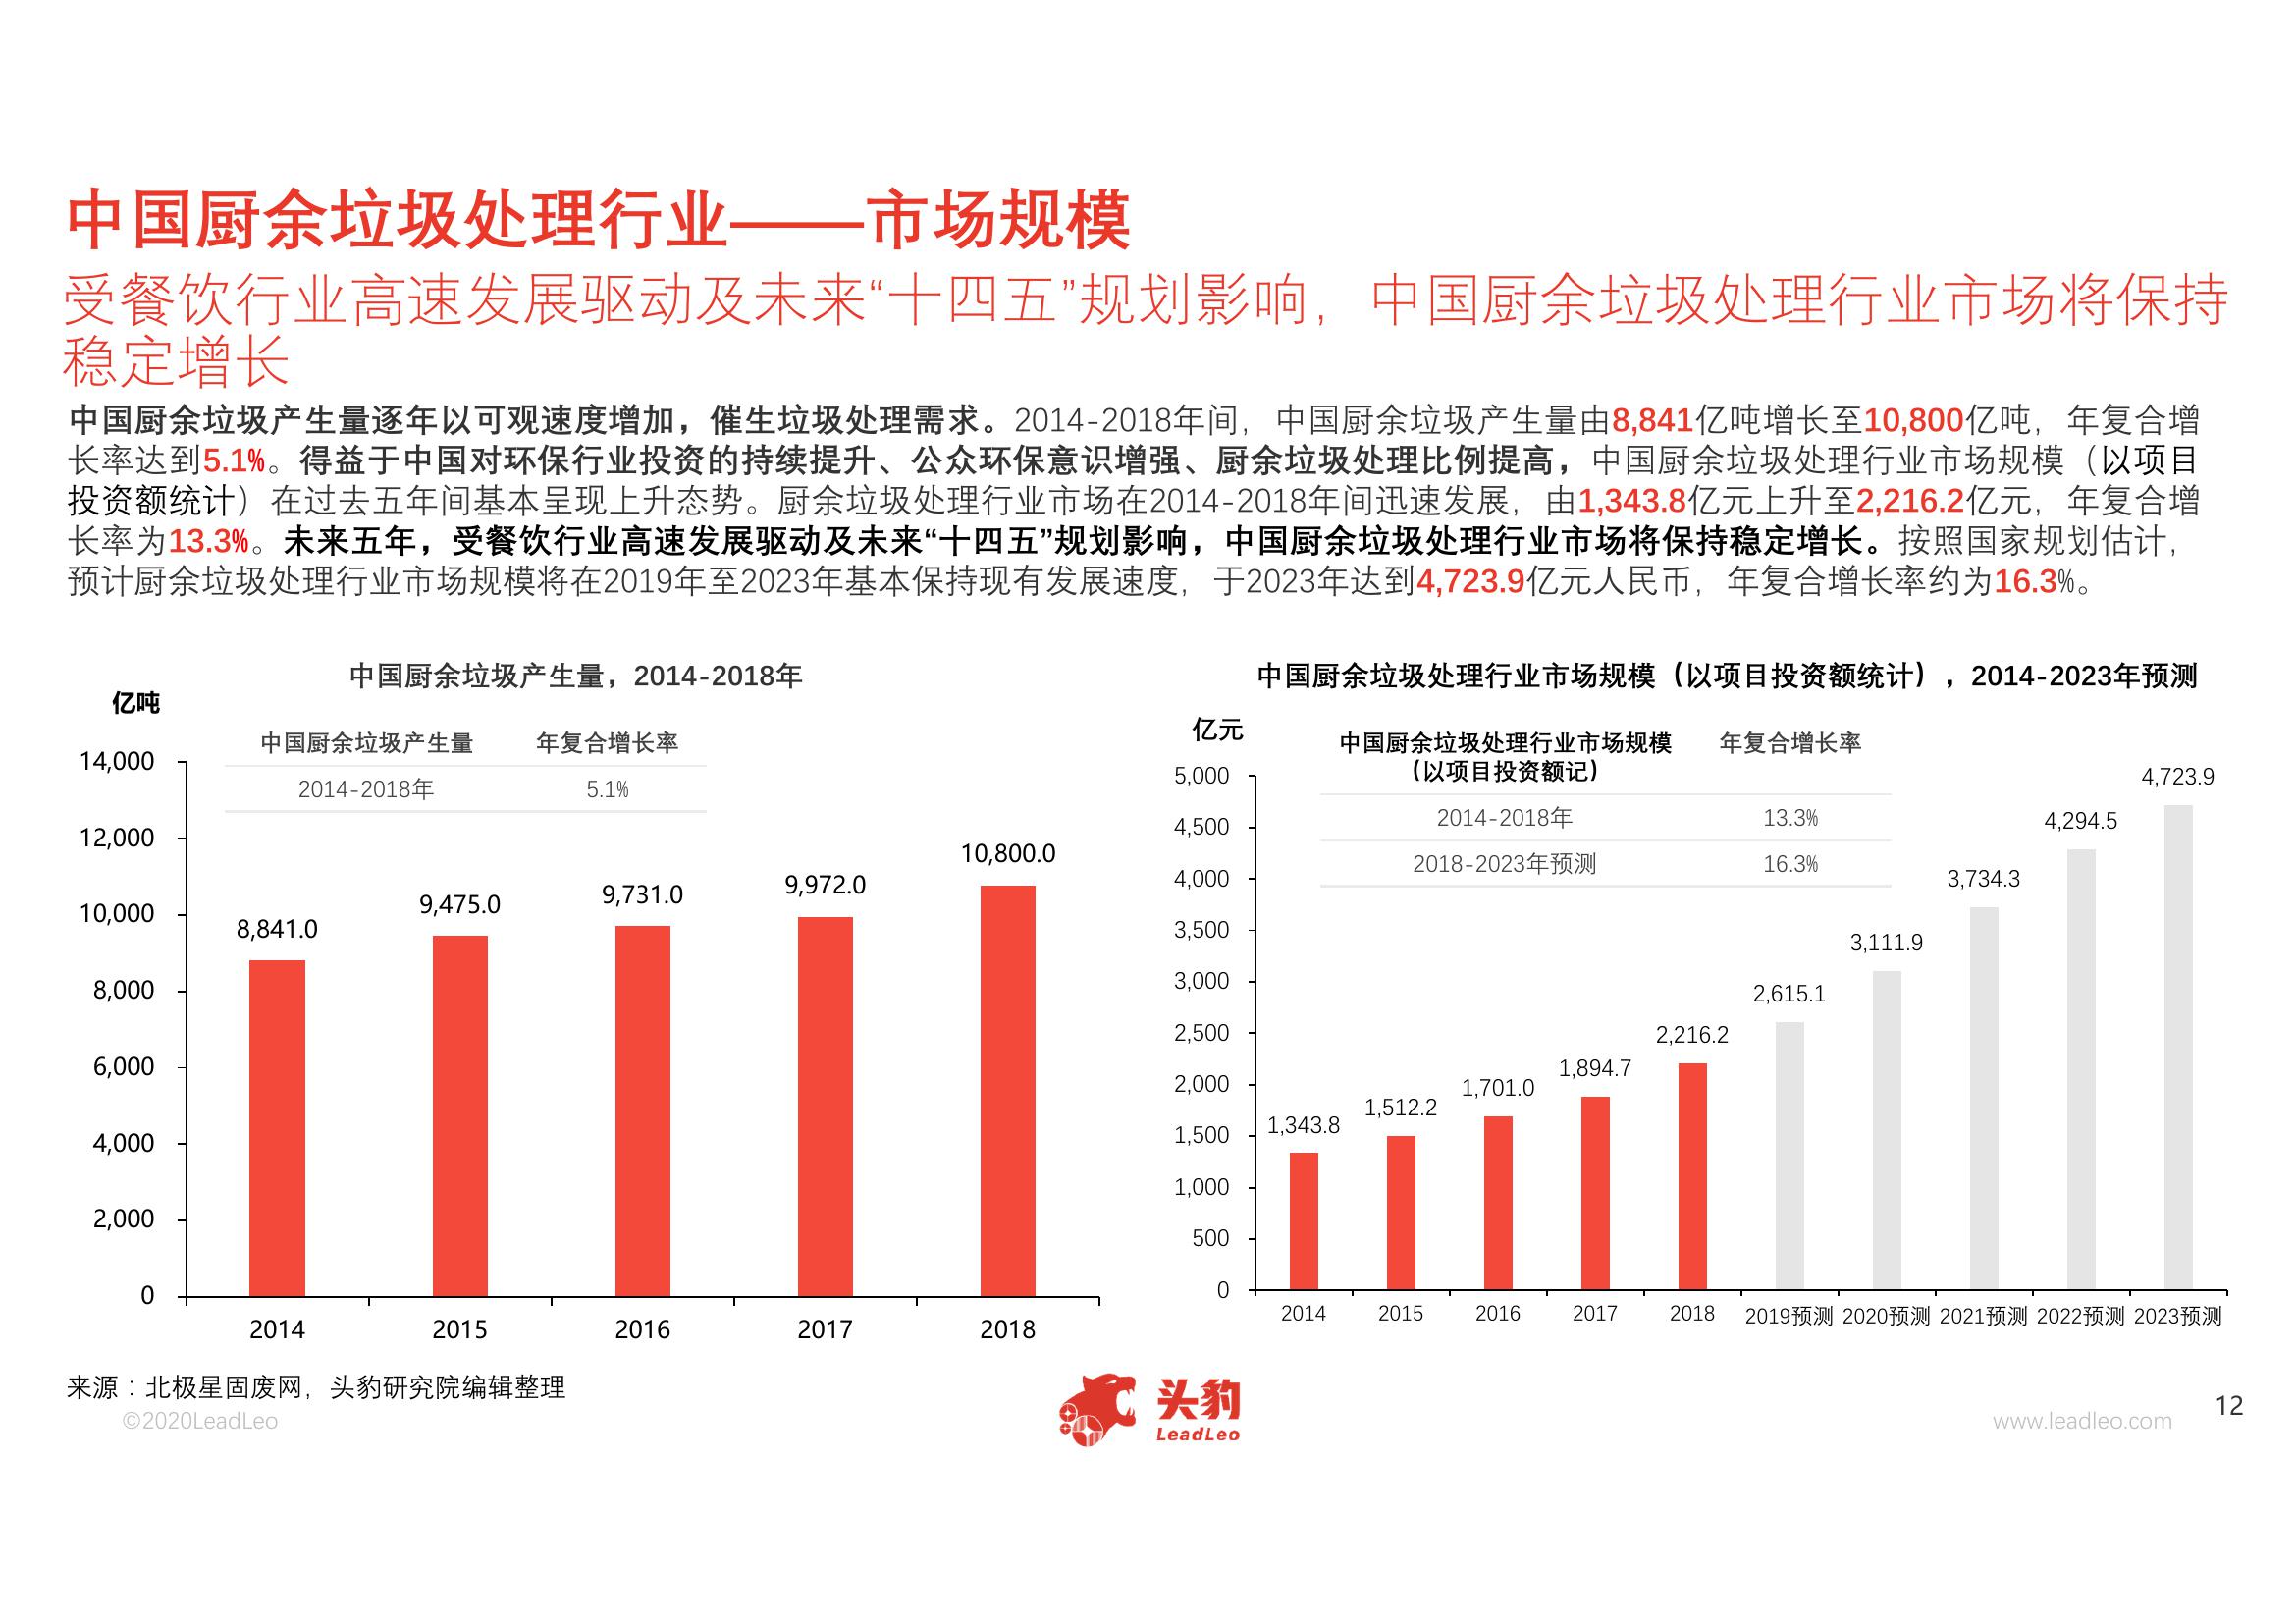 中国厨余垃圾处理行业——市场规模
受餐饮行业高速发展驱动及未来“十四五”规划影响，中国厨余垃圾处理行业市场将保持
稳定增长
中国厨余垃圾产生量逐年以可观速度增加，催生垃圾处理需求。2014-2018年间，中国厨余垃圾产生量由8,841亿吨增长至10,800亿吨，年复合增
长率达到5.1%。得益于中国对环保行业投资的持续提升、公众环保意识增强、厨余垃圾处理比例提高，中国厨余垃圾处理行业市场规模（以项目
投资额统计）在过去五年间基本呈现上升态势。厨余垃圾处理行业市场在2014-2018年间迅速发展，由1,343.8亿元上升至2,216.2亿元，年复合增
长率为13.3%。未来五年，受餐饮行业高速发展驱动及未来“十四五”规划影响，中国厨余垃圾处理行业市场将保持稳定增长。按照国家规划估计，
预计厨余垃圾处理行业市场规模将在2019年至2023年基本保持现有发展速度，于2023年达到4,723.9亿元人民币，年复合增长率约为16.3%。
中国厨余垃圾产生量，2014-2018年
亿吨
中国厨余垃圾产生量 年复合增长率
2014-2018年 5.1%
14,000
12,000
10,000
8,000
6,000
4,000
2,000
0
8,841.0
9,475.0
9,731.0
9,972.0
10,800.0
2014 2015 2016 2017 2018
中国厨余垃圾处理行业市场规模（以项目投资额统计），2014-2023年预测
亿元
中国厨余垃圾处理行业市场规模 年复合增长率
（以项目投资额记）
2014-2018年 13.3%
2018-2023年预测 16.3%
5,000
4,500
4,000
3,500
3,000
2,500
2,000
1,500
1,000
500
0
1,343.8
1,512.2
1,701.0
1,894.7
2,216.2
2,615.1
3,111.9
3,734.3
4,294.5
4,723.9
2014 2015 2016 2017 2018 2019预测 2020预测 2021预测 2022预测 2023预测
来源：北极星固废网，头豹研究院编辑整理
©2020LeadLeo
头豹
LeadLeo
www.leadleo.com
12